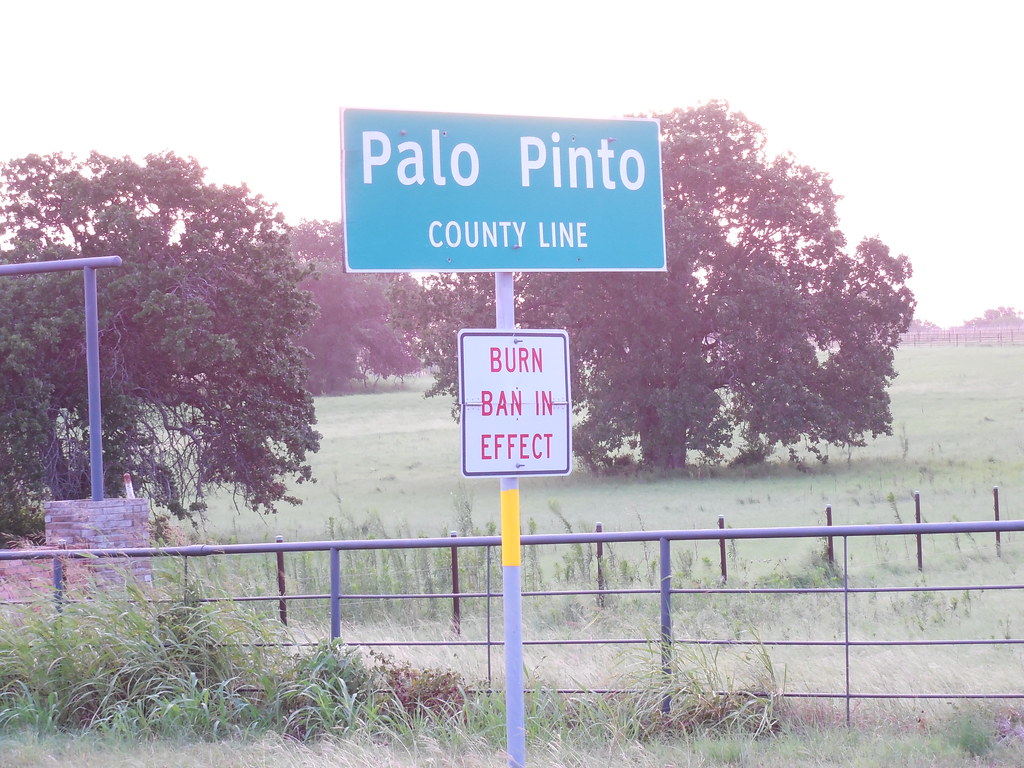 Palo Pinto
COUNTY LINE
BURN
BAN IN
EFFECT